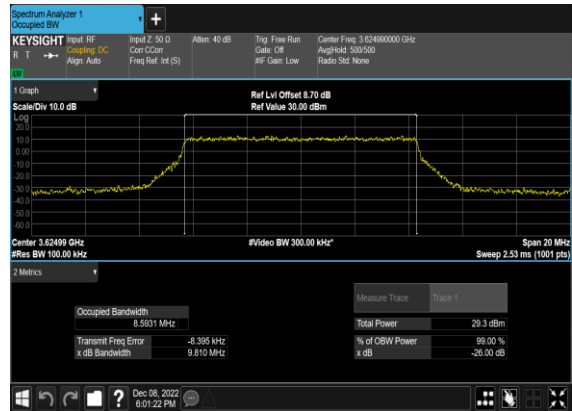 Spectrum Analyzer 1
Occupied BW
+
KEYSIGHT Input: RF Input Z: 50 Ω Atten: 40 dB Trig: Free Run Center Freq: 3.624990000 GHz
R T Coupling: DC Corr CCorr Gate: Off Avg|Hold: 500/500
Align: Auto Freq Ref: Int (S) #IF Gain: Low Radio Std: None
LW
1 Graph
Ref Lvl Offset 8.70 dB
Scale/Div 10.0 dB Ref Value 30.00 dBm
Log
20.0
10.0
0.00
-10.0
-20.0
-30.0
-40.0
-50.0
-60.0
Center 3.62499 GHz #Video BW 300.00 kHz* Span 20 MHz
#Res BW 100.00 kHz Sweep 2.53 ms (1001 pts)
2 Metrics
Measure Trace Trace 1
Occupied Bandwidth
8.5931 MHz Total Power 29.3 dBm
Transmit Freq Error -8.395 kHz % of OBW Power 99.00 %
x dB Bandwidth 9.810 MHz x dB -26.00 dB
?
Dec 08, 2022
6:01:22 PM